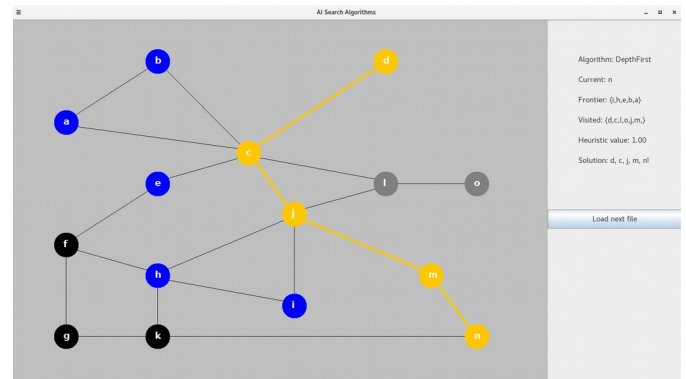 AI Search Algorithms
b
d
Algorithm: DepthFirst
Current: n
Frontier: {i,h,e,b,a}
a
Visited: {d,c,l,o,j,m,}
c
Heuristic value: 1.00
Solution: d, c, j, m, n!
e
l
o
j
Load next file
f
h
m
i
g
k
n